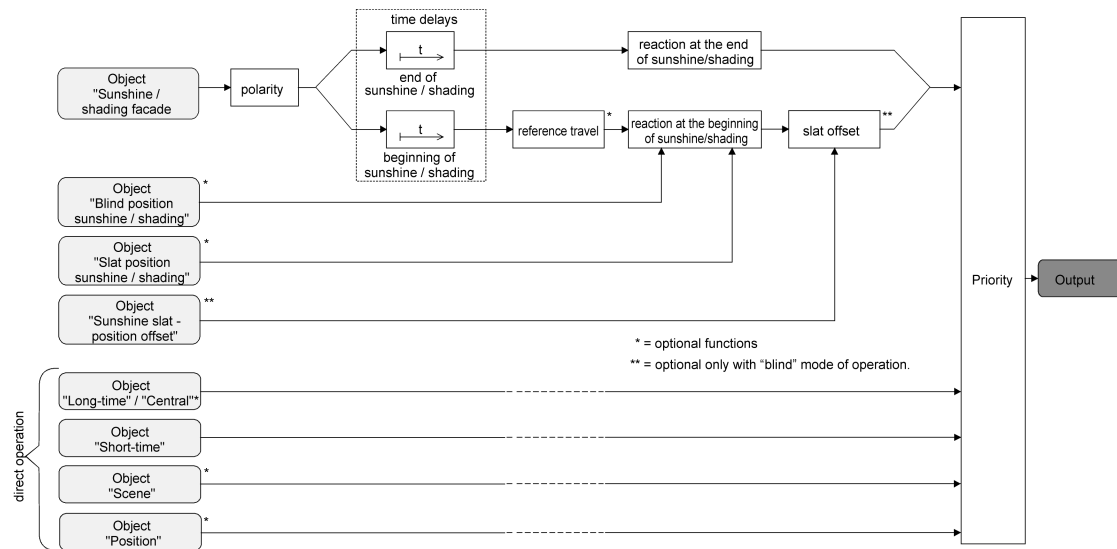 time delays
t
end of
sunshine / shading
reaction at the end
of sunshine/shading
Object
"Sunshine /
shading facade
polarity
t
beginning of
sunshine / shading
reference travel
*
reaction at the beginning
of sunshine/shading
slat offset
**
Object
"Blind position
sunshine / shading"
*
Object
"Slat position
sunshine / shading"
*
Object
"Sunshine slat -
position offset"
**
Priority
Output
* = optional functions
** = optional only with “blind” mode of operation.
direct operation
Object
"Long-time" / "Central"*
Object
"Short-time"
Object
"Scene"
*
Object
"Position"
*